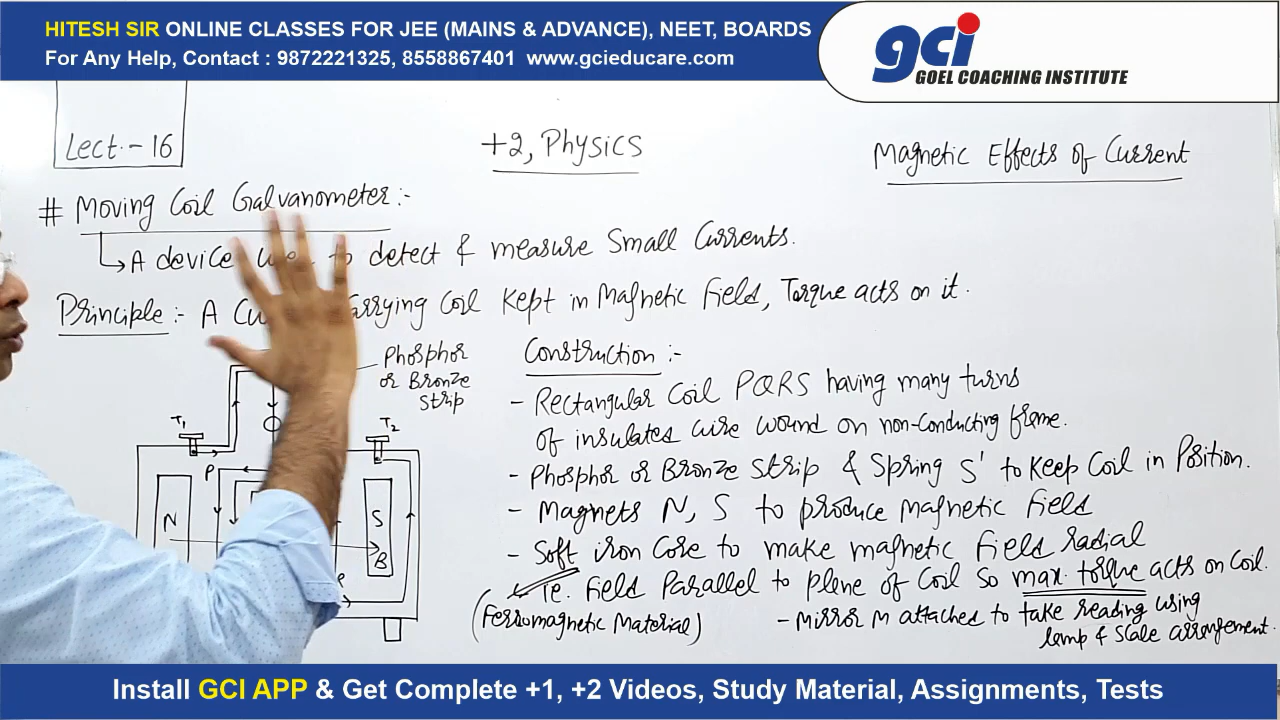 HITESH SIR ONLINE CLASSES FOR JEE (MAINS & ADVANCE), NEET, BOARDS
For Any Help, Contact : 9872221325, 8558867401 www.gcieducare.com
gci
GOEL COACHING INSTITUTE
Lect.- 16
+2, Physics
Magnetic Effects of Current
# Moving Coil Galvanometer :-
A device to detect & measure Small Currents.
Principle :- A Carrying Coil Kept in Magnetic Field, Torque acts on it.
Phosphor
or Bronze
Strip
T1
T2
P
N
S
B
Construction :-
- Rectangular Coil PQRS having many turns
of insulates wire wound on non-conducting frame.
- Phosphor or Bronze Strip & Spring S' to Keep Coil in Position.
- Magnets N, S to produce magnetic Field
- Soft iron Core to make magnetic Field radial
ie. Field Parallel to plene of Coil So max. torque acts on Coil.
(Ferromagnetic Material)
- Mirror M attached to take reading using
lamp & Scale arrangement.
Install GCI APP & Get Complete +1, +2 Videos, Study Material, Assignments, Tests